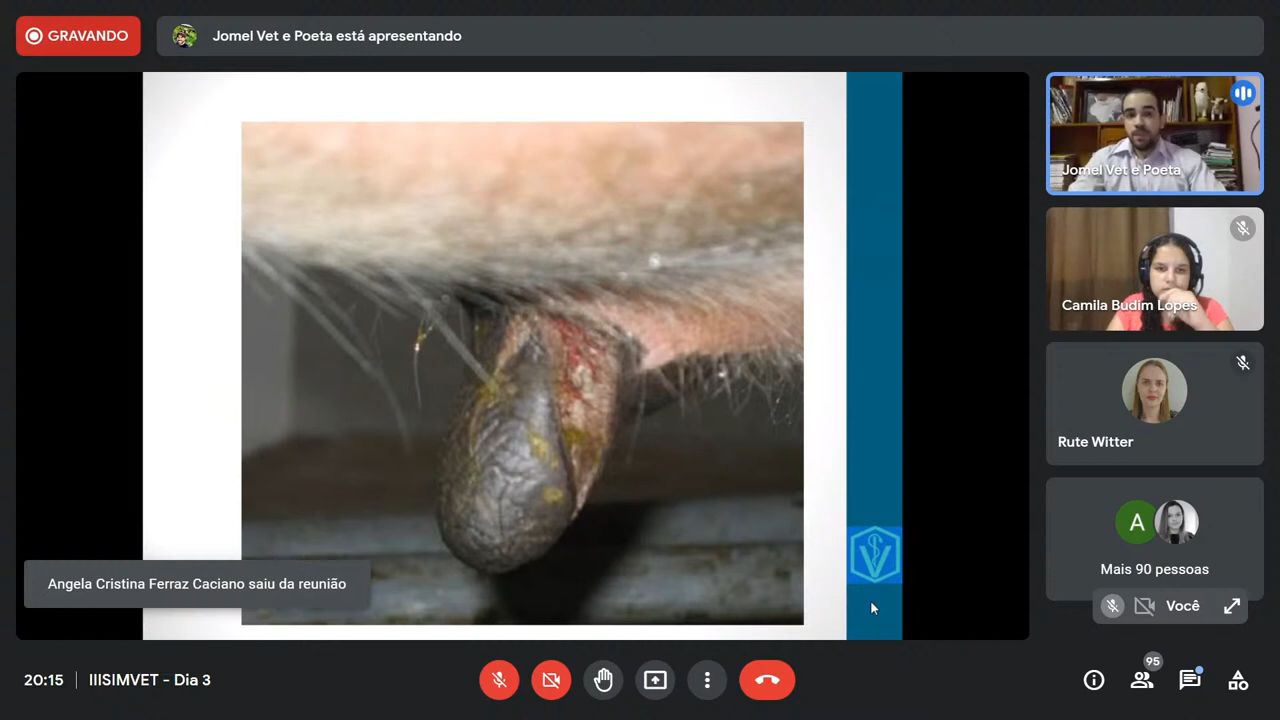 GRAVANDO
Jomel Vet e Poeta está apresentando
Jomel Vet e Poeta
Camila Budim Lopes
Rute Witter
A
Mais 90 pessoas
Você
Angela Cristina Ferraz Caciano saiu da reunião
20:15 | IIISIMVET - Dia 3
95